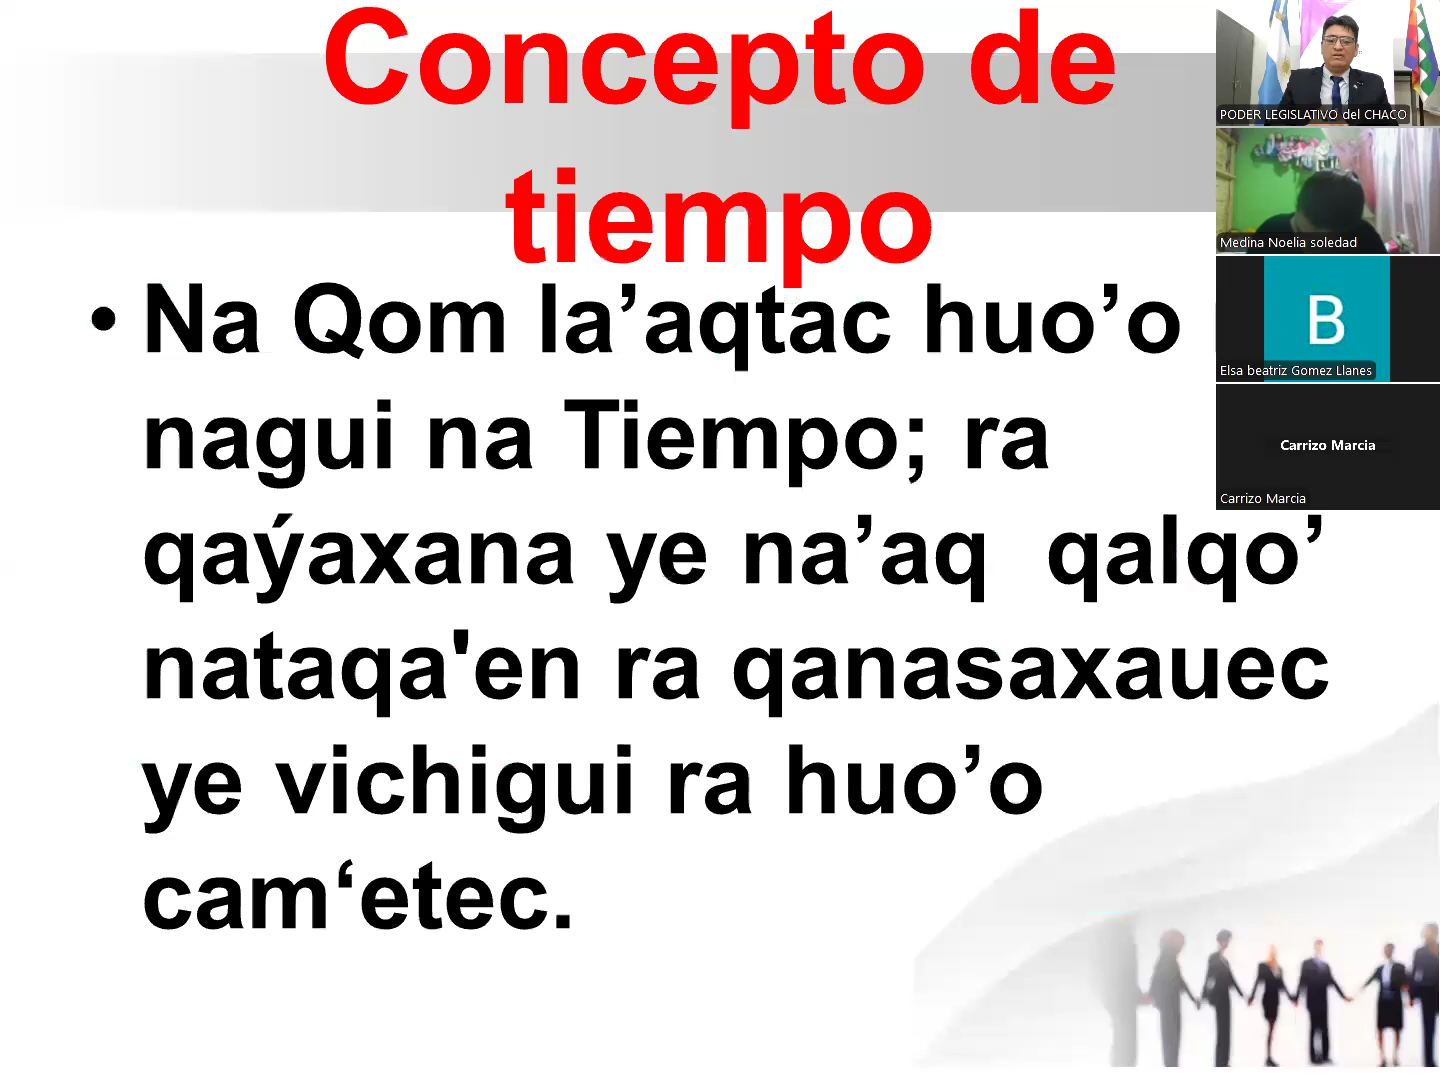 Concepto de
tiempo
• Na Qom la’aqtac huo’o
nagui na Tiempo; ra
qaýaxana ye na’aq  qalqo’
nataqa'en ra qanasaxauec
ye vichigui ra huo’o
cam‘etec.
PODER LEGISLATIVO del CHACO
Medina Noelia soledad
B
Elsa beatriz Gomez Llanes
Carrizo Marcia
Carrizo Marcia